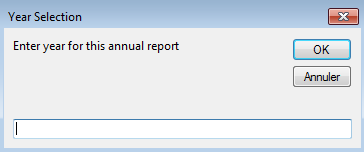 Year Selection
Enter year for this annual report
OK
Annuler